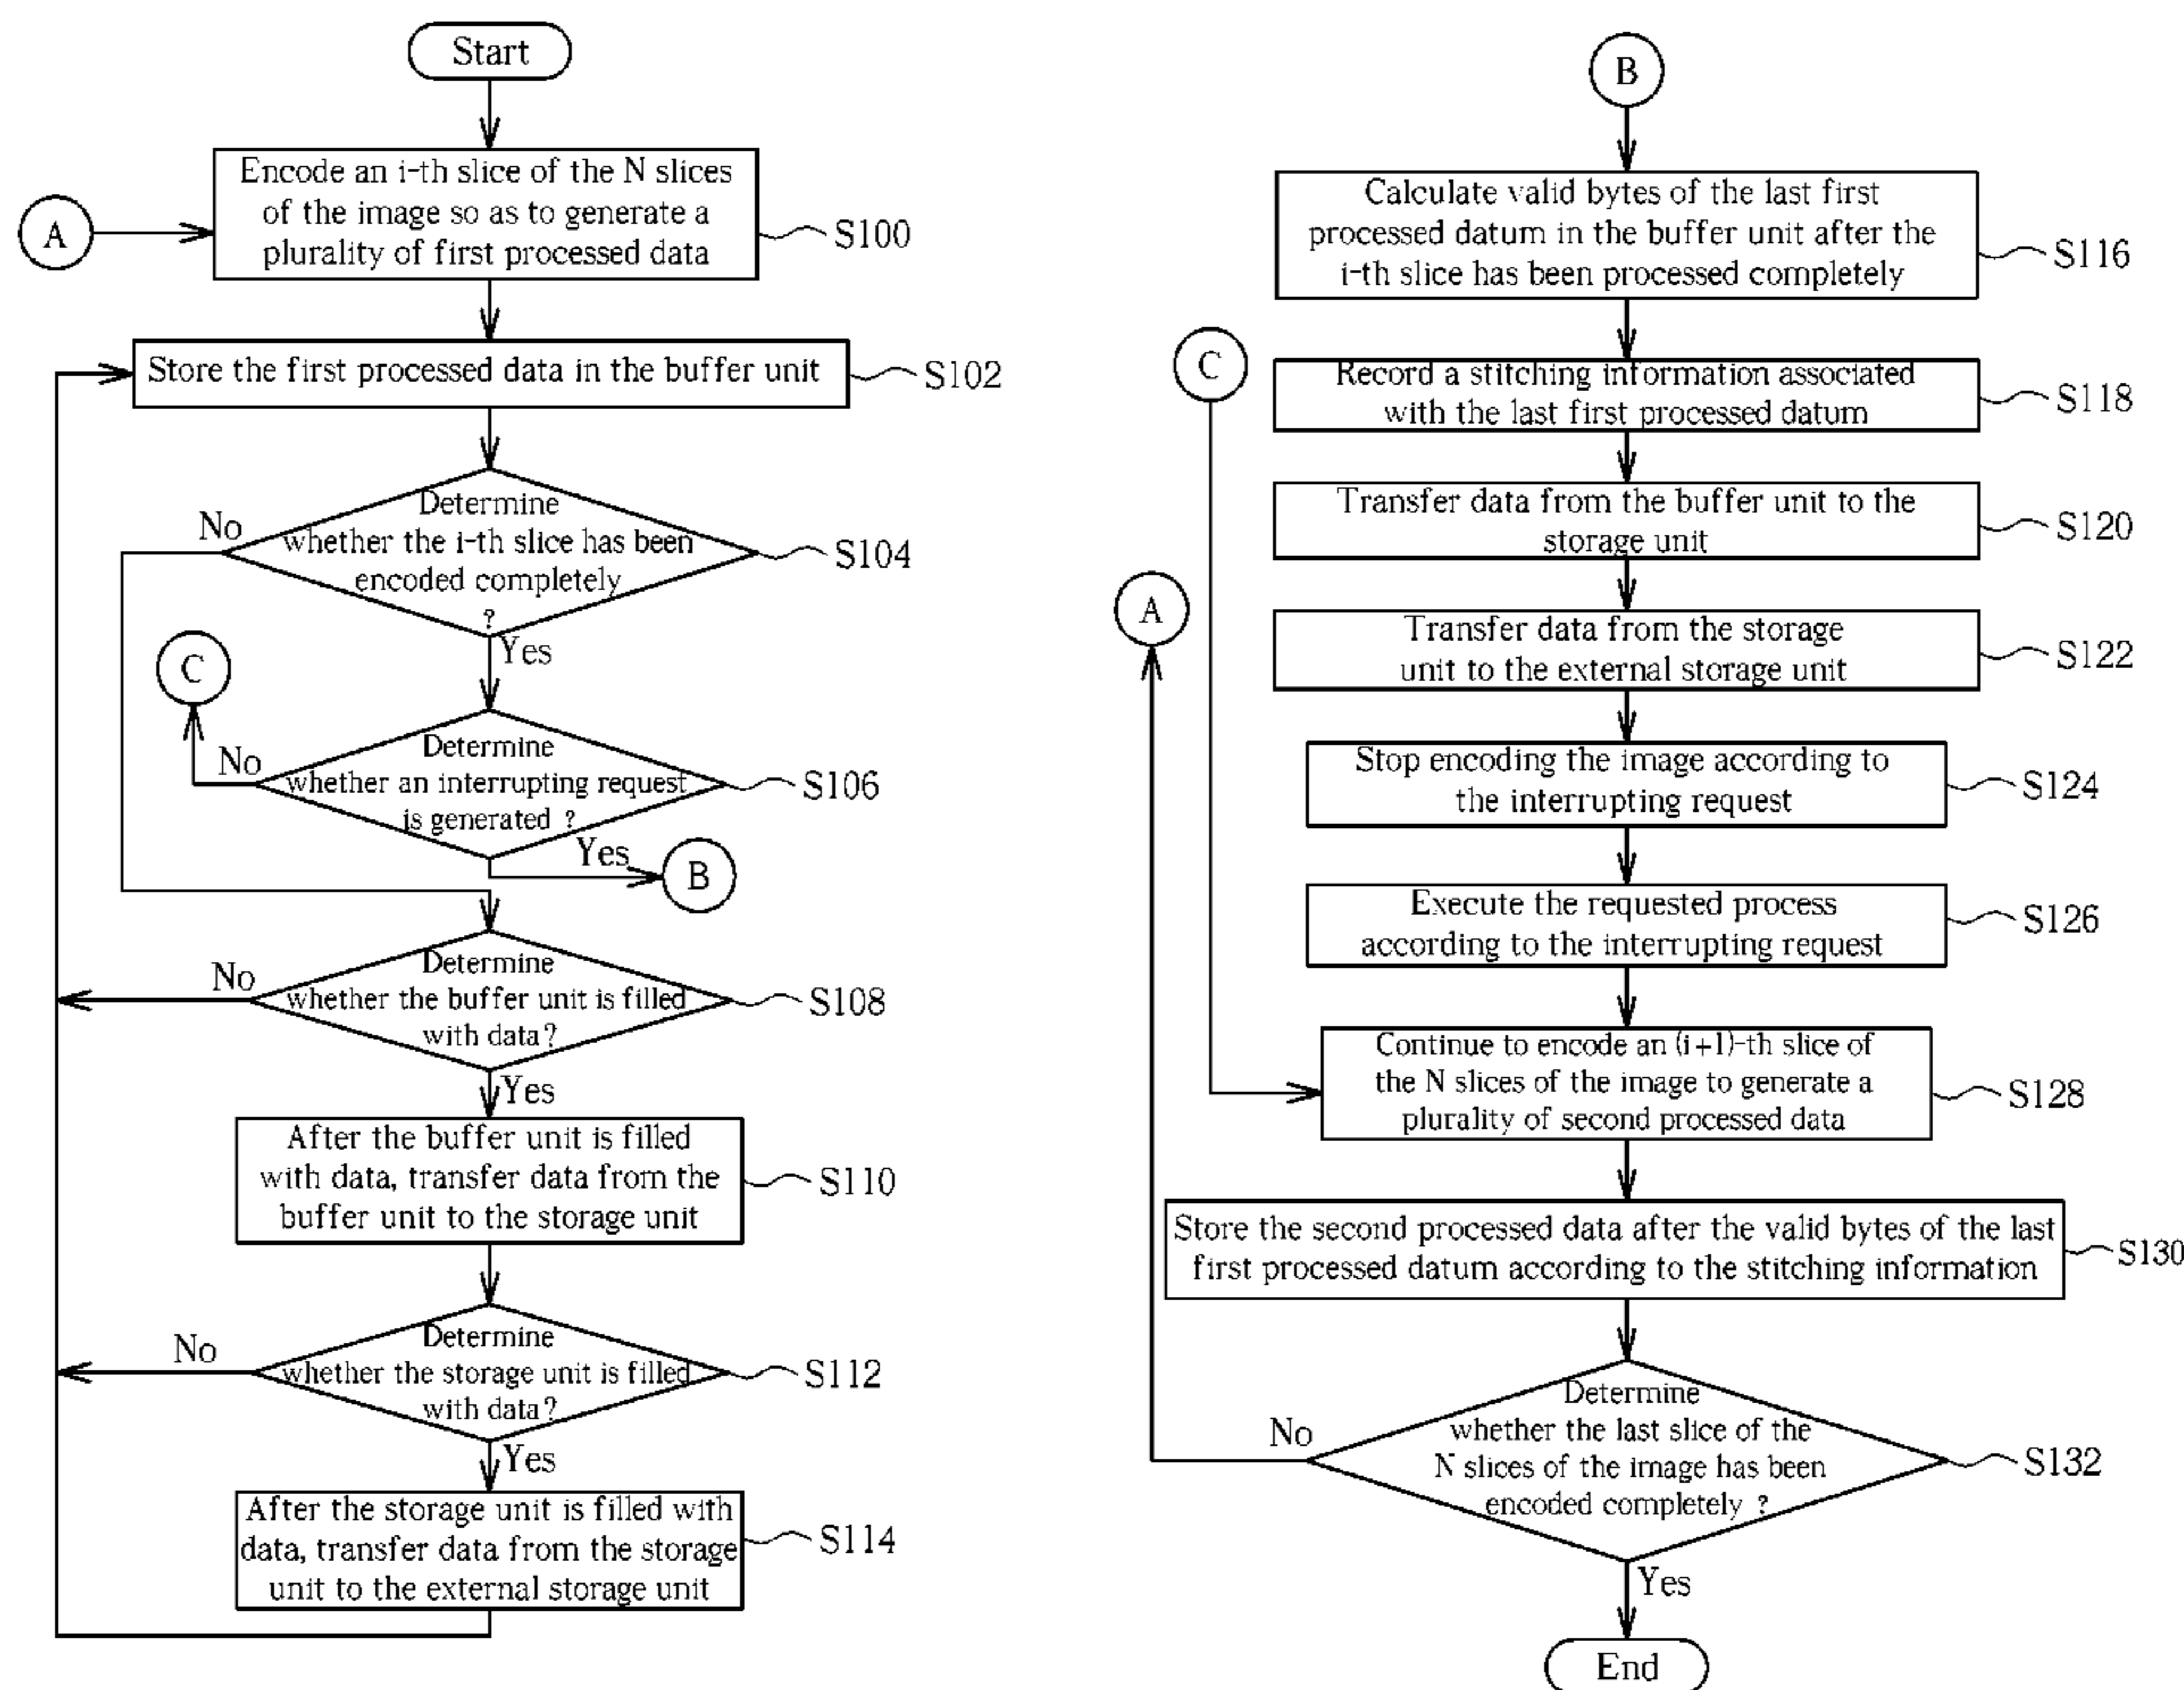 Start
A
Encode an i-th slice of the N slices
of the image so as to generate a
plurality of first processed data
S100
Store the first processed data in the buffer unit
S102
Determine
whether the i-th slice has been
encoded completely
?
S104
No
Yes
C
Determine
whether an interrupting request
is generated ?
S106
No
Yes
B
Determine
whether the buffer unit is filled
with data?
S108
No
Yes
After the buffer unit is filled
with data, transfer data from the
buffer unit to the storage unit
S110
Determine
whether the storage unit is filled
with data?
S112
No
Yes
After the storage unit is filled with
data, transfer data from the storage
unit to the external storage unit
S114
B
Calculate valid bytes of the last first
processed datum in the buffer unit after the
i-th slice has been processed completely
S116
C
Record a stitching information associated
with the last first processed datum
S118
Transfer data from the buffer unit to the
storage unit
S120
A
Transfer data from the storage
unit to the external storage unit
S122
Stop encoding the image according to
the interrupting request
S124
Execute the requested process
according to the interrupting request
S126
Continue to encode an (i+1)-th slice of
the N slices of the image to generate a
plurality of second processed data
S128
Store the second processed data after the valid bytes of the last
first processed datum according to the stitching information
S130
Determine
whether the last slice of the
N slices of the image has been
encoded completely ?
S132
No
Yes
End